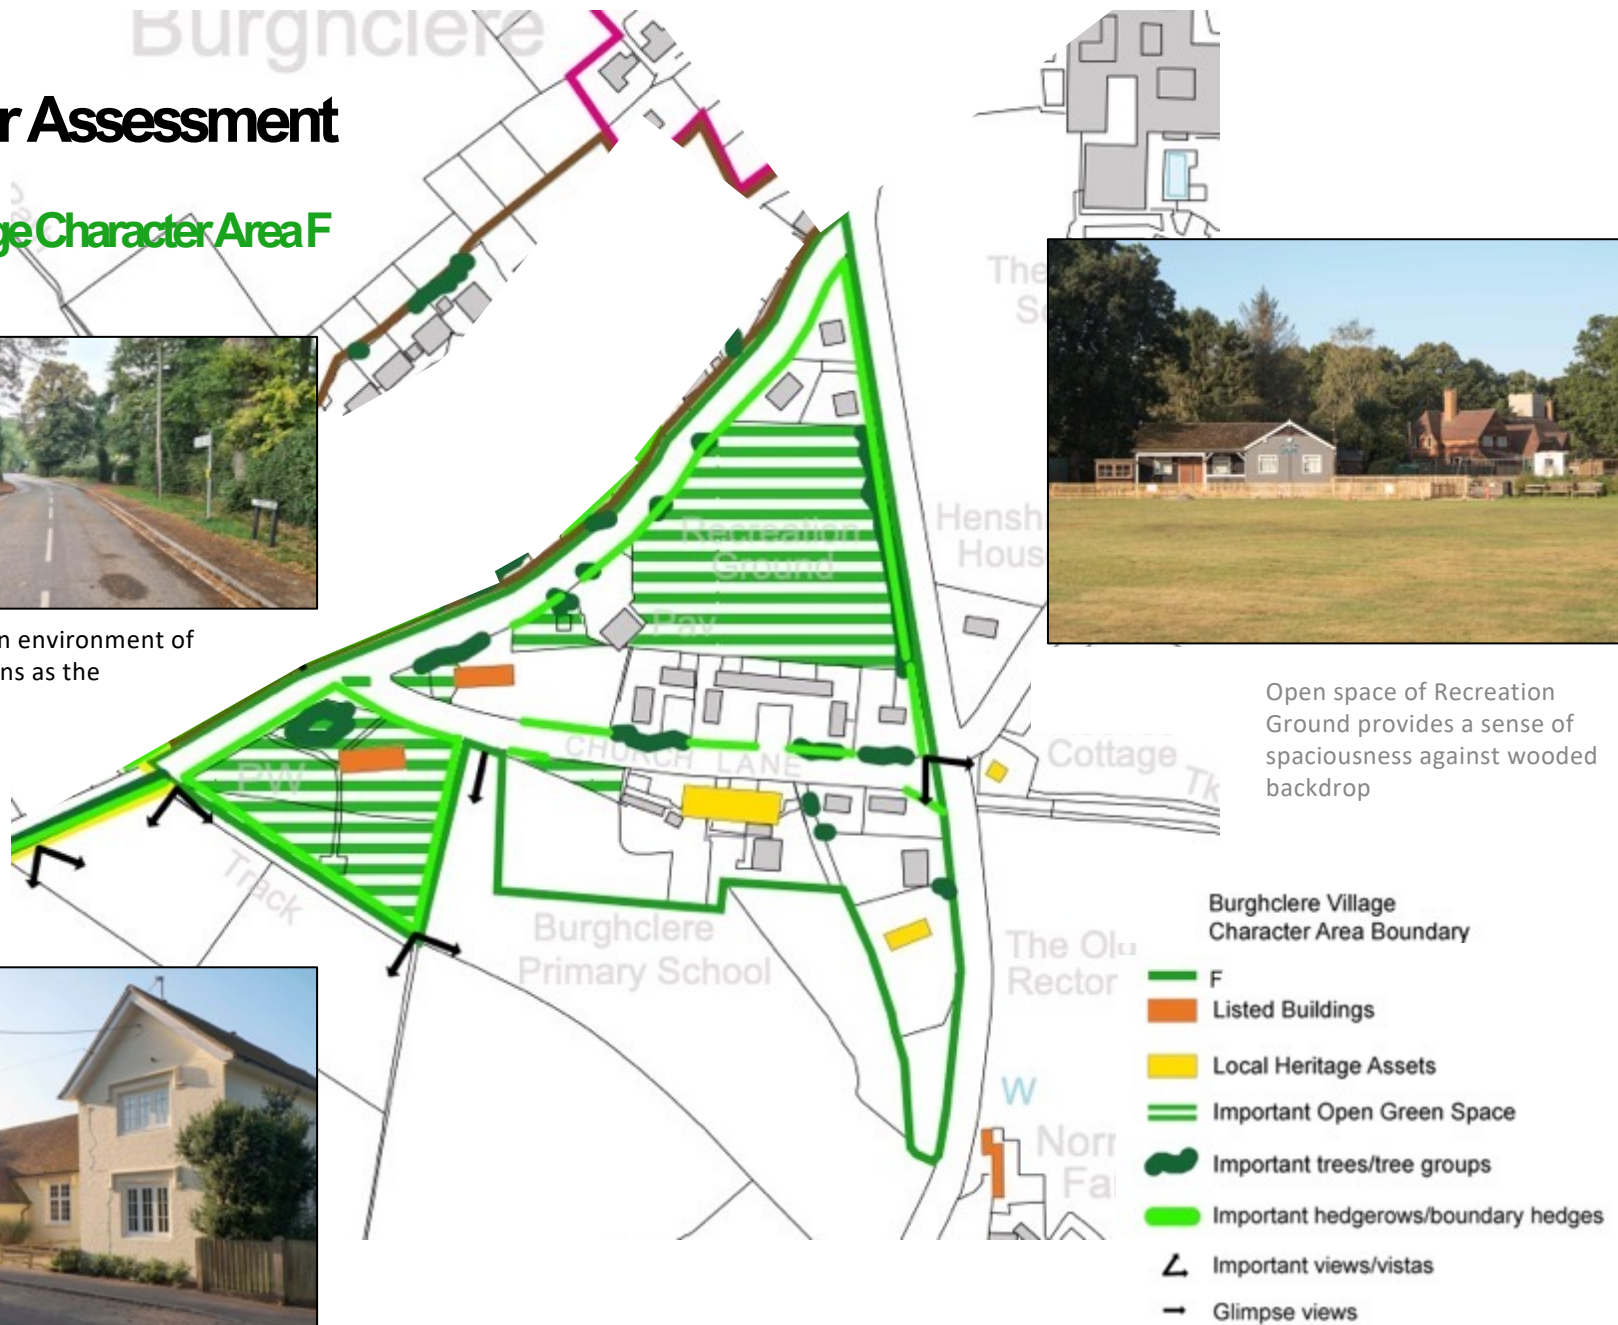 Burghclere
r Assessment
ge Character Area F
n environment of
ns as the
Recreation
Ground
Pav
PW
CHURCH LANE
Track
Burghclere
Primary School
The
Hensh
Hous
Cottage
Tk
The Ol
Rector
W
Open space of Recreation
Ground provides a sense of
spaciousness against wooded
backdrop
Burghclere Village
Character Area Boundary
F
Listed Buildings
Local Heritage Assets
Important Open Green Space
Important trees/tree groups
Important hedgerows/boundary hedges
Important views/vistas
Glimpse views